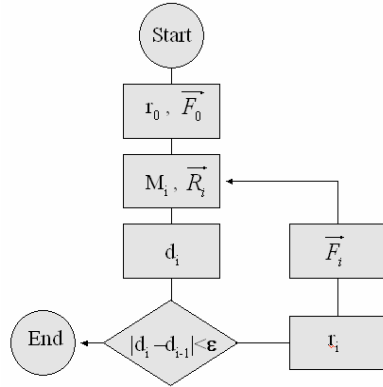 Start
r₀ , F₀⃗
Mᵢ , Rᵢ⃗
dᵢ
Fᵢ⃗
|dᵢ–dᵢ₋₁|<ε
End
rᵢ